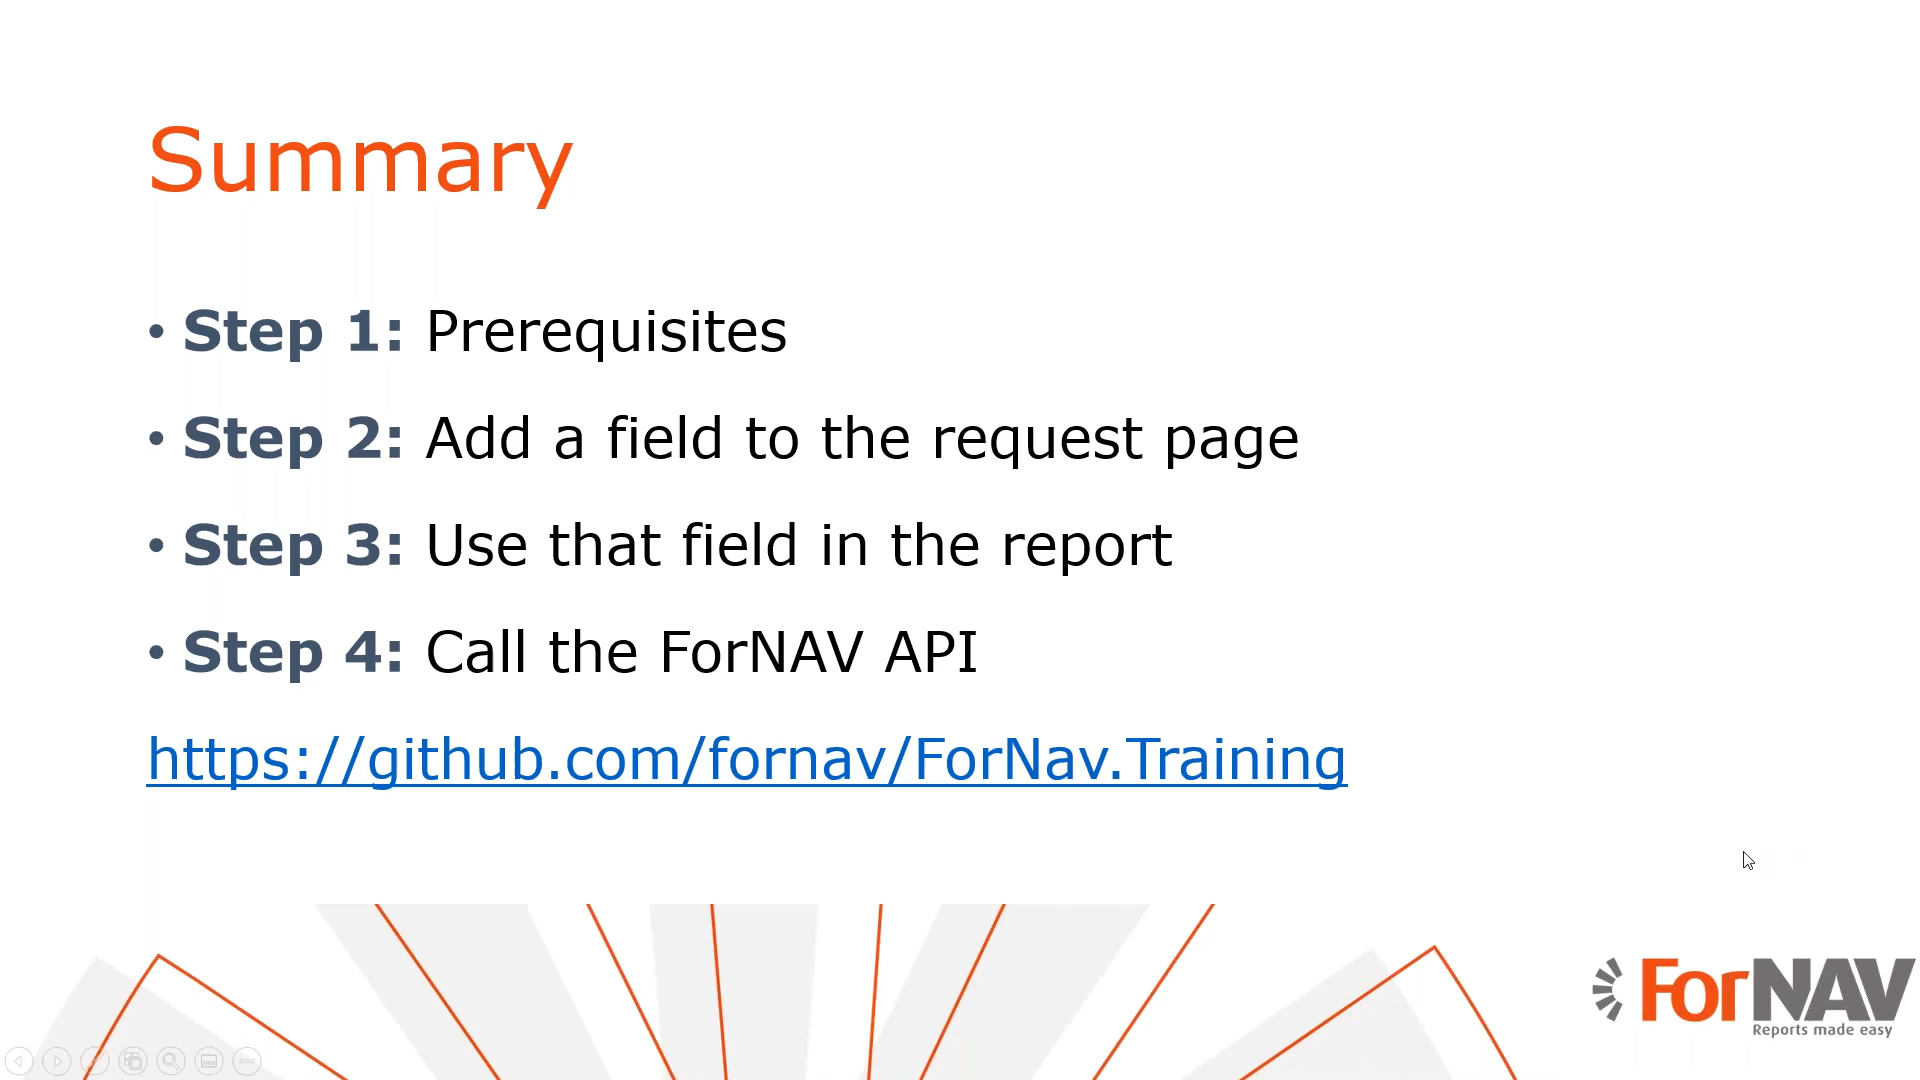 Summary
• Step 1: Prerequisites
• Step 2: Add a field to the request page
• Step 3: Use that field in the report
• Step 4: Call the ForNAV API
https://github.com/fornav/ForNav.Training
ForNAV
Reports made easy